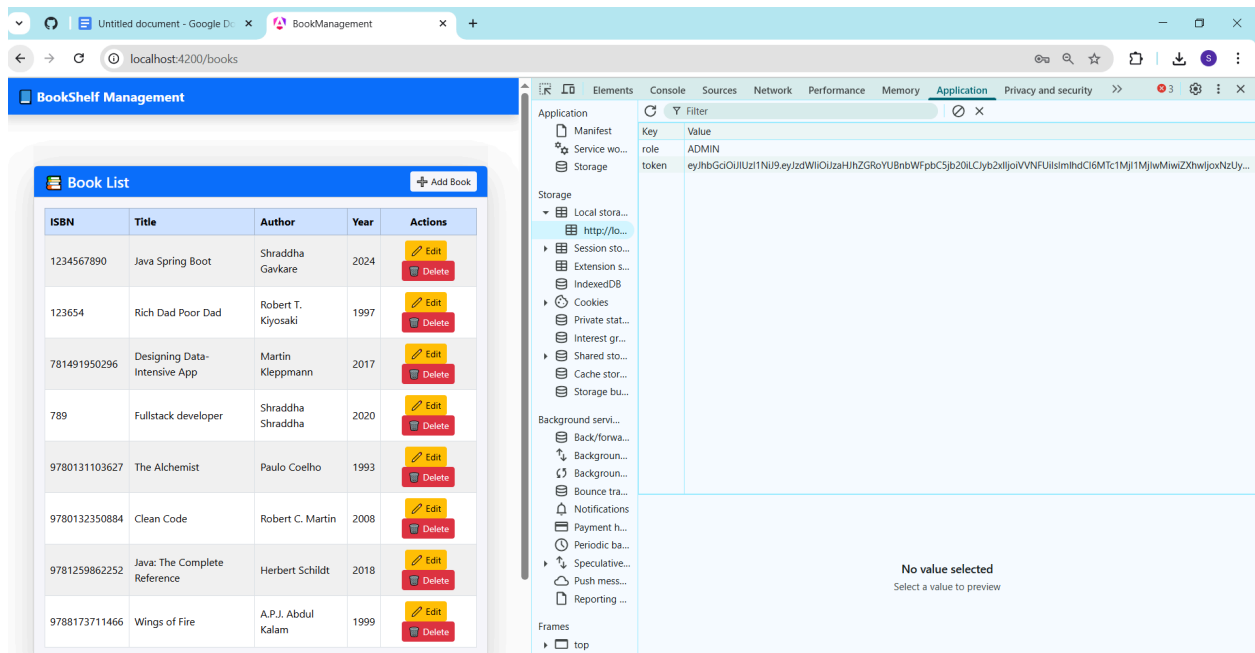 Untitled document - Google Dc
BookManagement
localhost:4200/books
S
BookShelf Management
Book List
Add Book
ISBN Title Author Year Actions
1234567890 Java Spring Boot Shraddha Gavkare 2024 Edit Delete
123654 Rich Dad Poor Dad Robert T. Kiyosaki 1997 Edit Delete
781491950296 Designing Data-Intensive App Martin Kleppmann 2017 Edit Delete
789 Fullstack developer Shraddha Shraddha 2020 Edit Delete
9780131103627 The Alchemist Paulo Coelho 1993 Edit Delete
9780132350884 Clean Code Robert C. Martin 2008 Edit Delete
9781259862252 Java: The Complete Reference Herbert Schildt 2018 Edit Delete
9788173711466 Wings of Fire A.P.J. Abdul Kalam 1999 Edit Delete
Elements Console Sources Network Performance Memory Application Privacy and security 3
Application
Manifest
Service wo...
Storage
Storage
Local stora...
http://lo...
Session sto...
Extension s...
IndexedDB
Cookies
Private stat...
Interest gr...
Shared sto...
Cache stor...
Storage bu...
Background servi...
Back/forwa...
Backgroun...
Backgroun...
Bounce tra...
Notifications
Payment h...
Periodic ba...
Speculative...
Push mess...
Reporting ...
Frames
top
Filter
Key Value
role ADMIN
token
No value selected
Select a value to preview